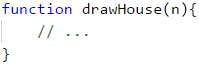 function drawHouse(n){
    // ...
}